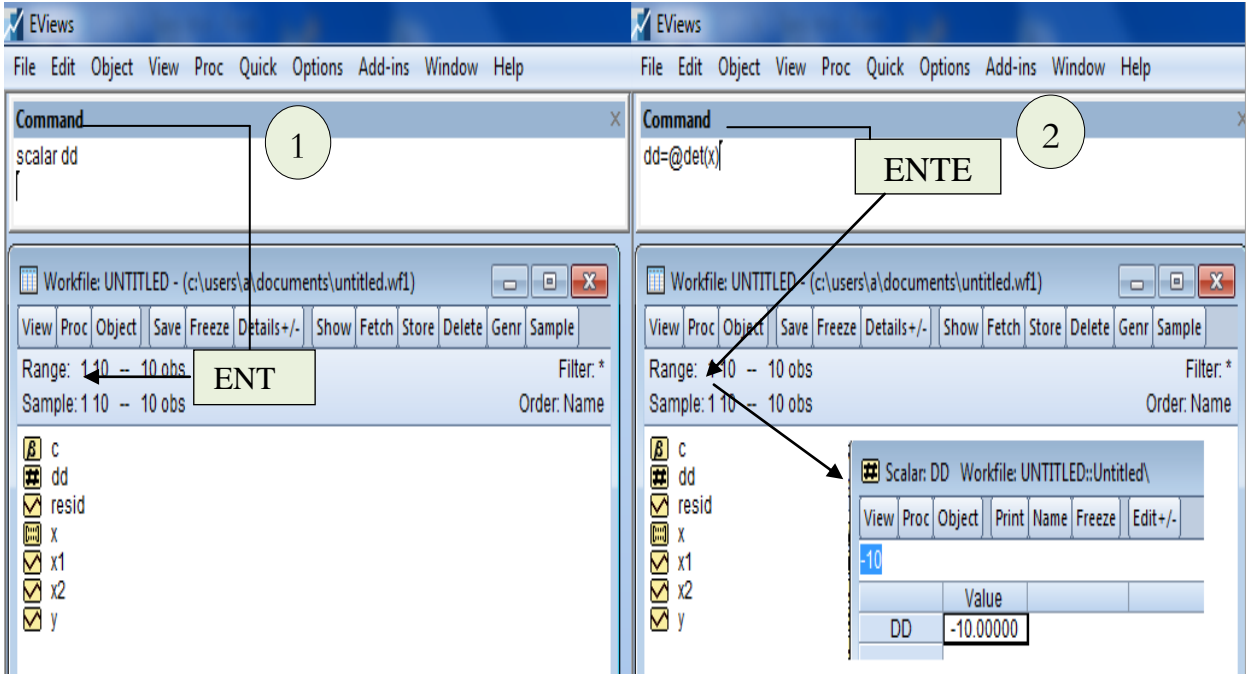 EViews
File Edit Object View Proc Quick Options Add-ins Window Help
Command
scalar dd
1
Workfile: UNTITLED - (c:\users\a\documents\untitled.wf1)
View Proc Object Save Freeze Details+/- Show Fetch Store Delete Genr Sample
Range: 1 10 -- 10 obs Filter: *
ENT
Sample: 1 10 -- 10 obs Order: Name
c
dd
resid
x
x1
x2
y
EViews
File Edit Object View Proc Quick Options Add-ins Window Help
Command
dd=@det(x)
2
ENTE
Workfile: UNTITLED - (c:\users\a\documents\untitled.wf1)
View Proc Object Save Freeze Details+/- Show Fetch Store Delete Genr Sample
Range: 1 10 -- 10 obs Filter: *
Sample: 1 10 -- 10 obs Order: Name
c
dd
resid
x
x1
x2
y
Scalar: DD Workfile: UNTITLED::Untitled\
View Proc Object Print Name Freeze Edit+/-
-10
Value
DD -10.00000